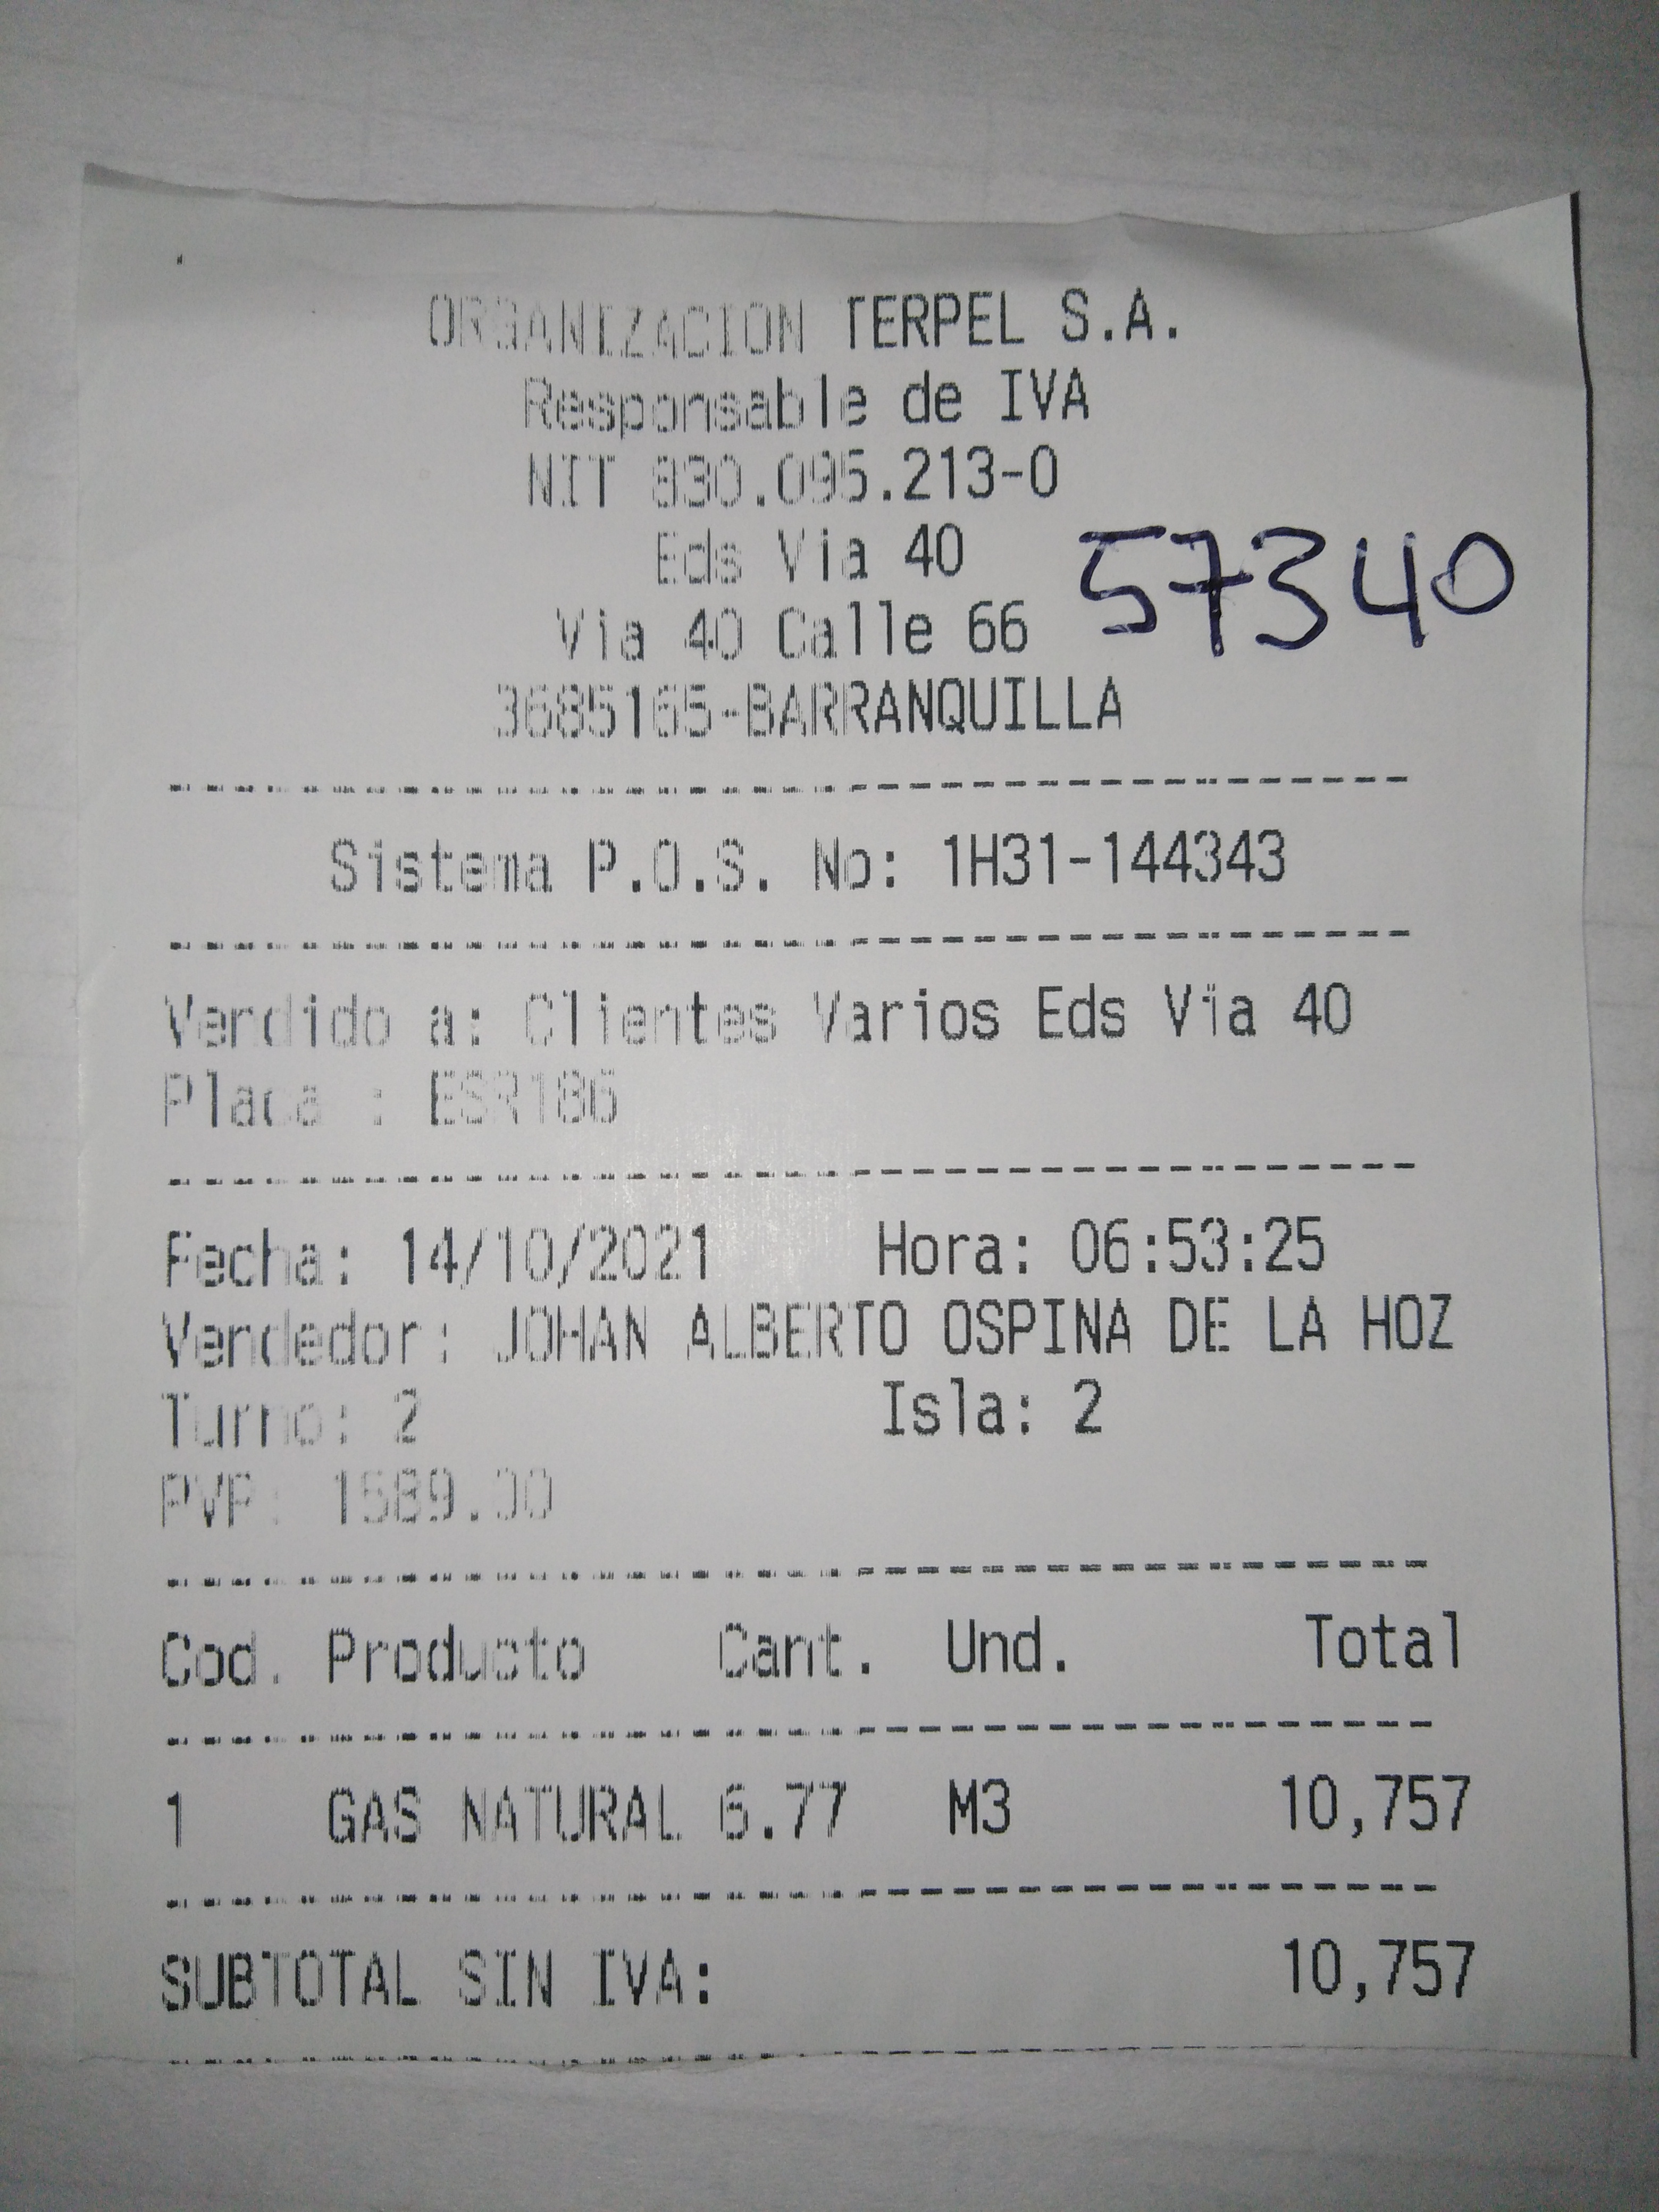 ORGANIZACION TERPEL S.A.
Responsable de IVA
NIT 830.095.213-0
Eds Via 40
57340
Via 40 Calle 66
3685165-BARRANQUILLA
Sistema P.O.S. No: 1H31-144343
Vendido a: Clientes Varios Eds Via 40
Placa : ESR186
Fecha: 14/10/2021 Hora: 06:53:25
Vendedor: JOHAN ALBERTO OSPINA DE LA HOZ
Turno: 2 Isla: 2
PVP: 1589.00
Cod. Producto Cant. Und. Total
1 GAS NATURAL 6.77 M3 10,757
SUBTOTAL SIN IVA: 10,757